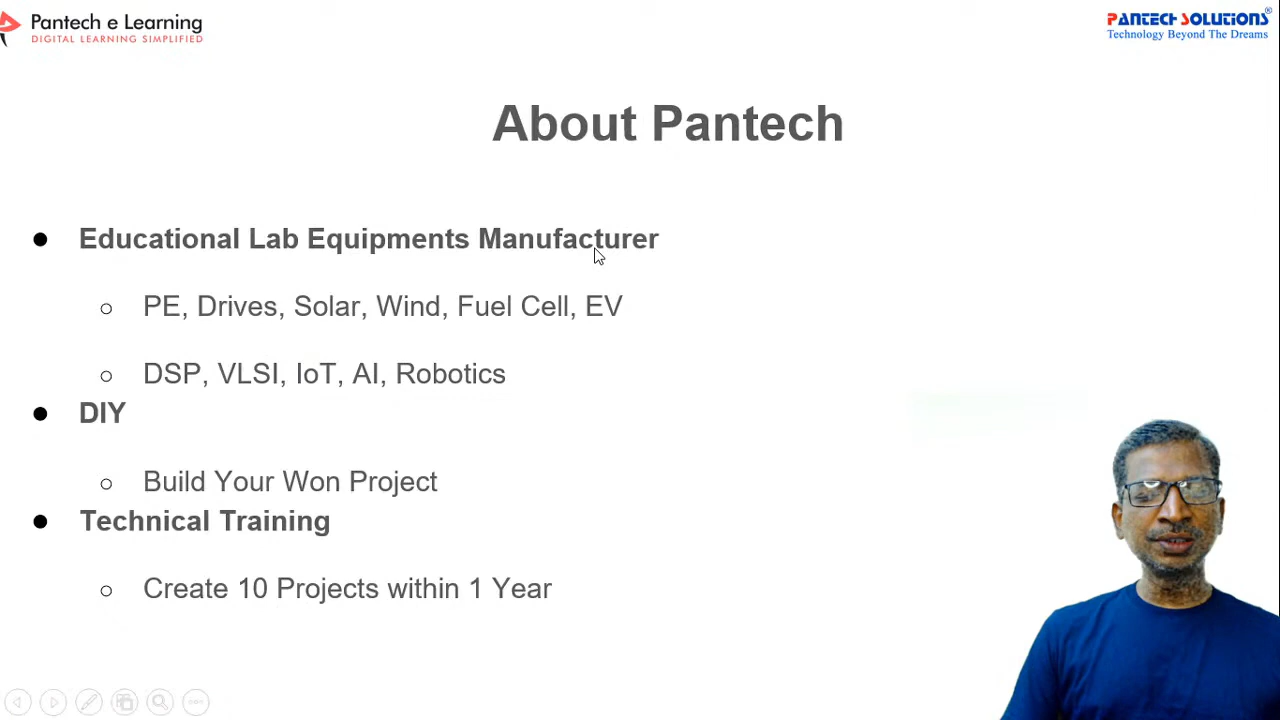 Pantech e Learning
DIGITAL LEARNING SIMPLIFIED
PANTECH SOLUTIONS®
Technology Beyond The Dreams
About Pantech
● Educational Lab Equipments Manufacturer
○ PE, Drives, Solar, Wind, Fuel Cell, EV
○ DSP, VLSI, IoT, AI, Robotics
● DIY
○ Build Your Won Project
● Technical Training
○ Create 10 Projects within 1 Year